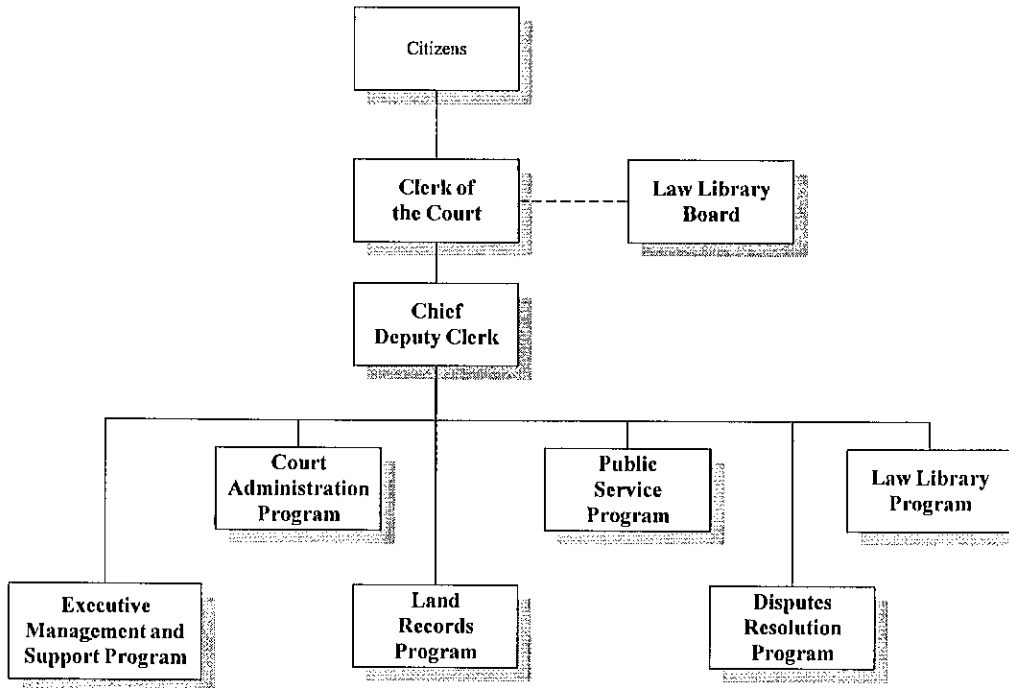 Citizens
Clerk of
the Court
Law Library
Board
Chief
Deputy Clerk
Court
Administration
Program
Public
Service
Program
Law Library
Program
Executive
Management and
Support Program
Land
Records
Program
Disputes
Resolution
Program